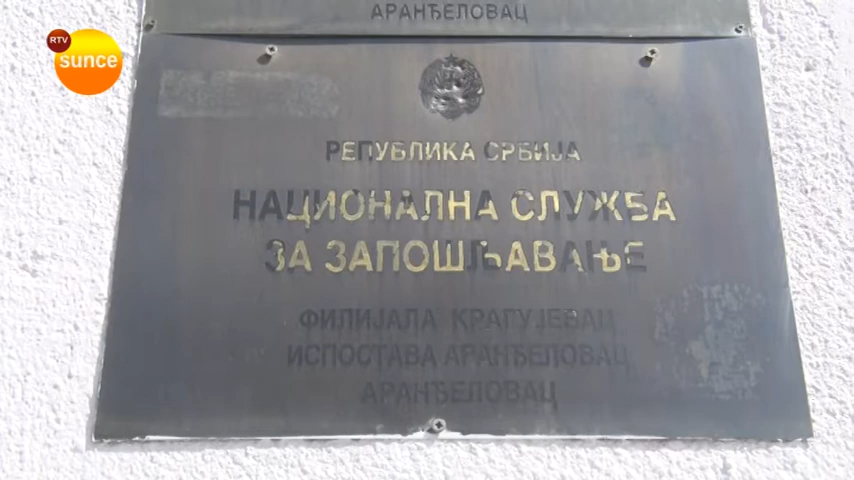 АРАНЂЕЛОВАЦ
RTV
sunce
РЕПУБЛИКА СРБИЈА
НАЦИОНАЛНА СЛУЖБА
ЗА ЗАПОШЉАВАЊЕ
ФИЛИЈАЛА КРАГУЈЕВАЦ
ИСПОСТАВА АРАНЂЕЛОВАЦ
АРАНЂЕЛОВАЦ